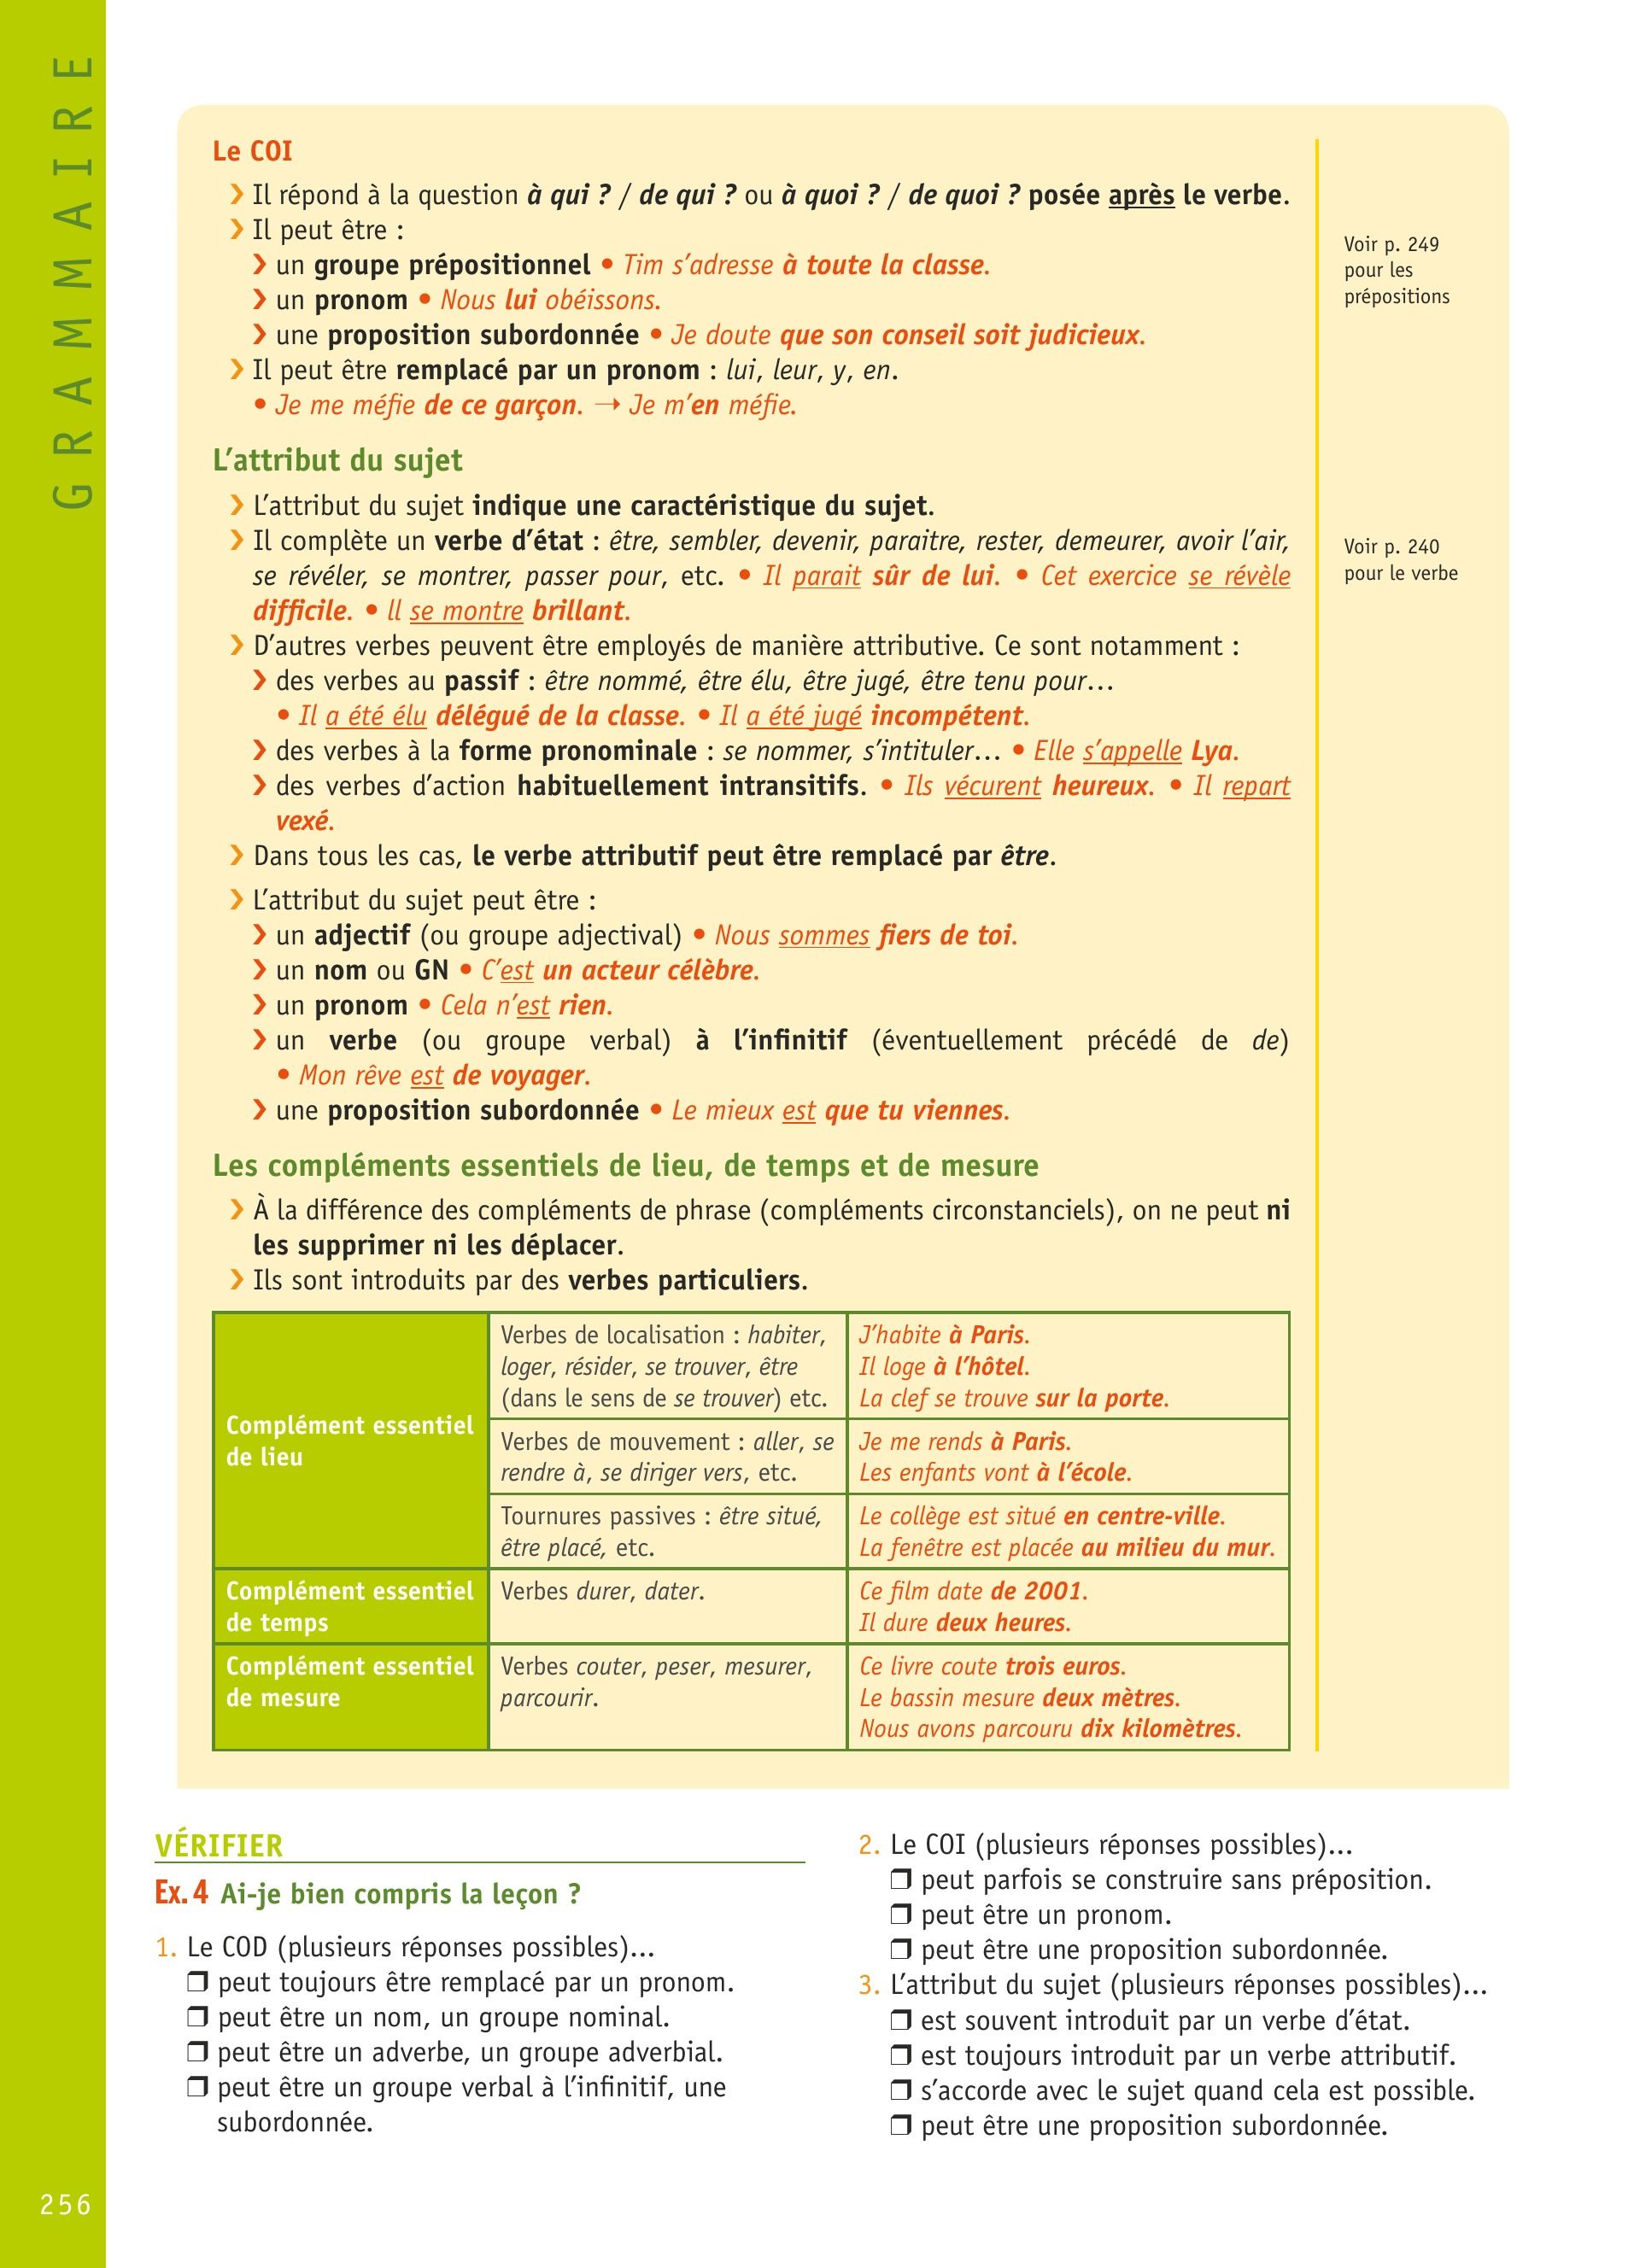 GRAMMAIRE
Le COI
❯ Il répond à la question à qui ? / de qui ? ou à quoi ? / de quoi ? posée après le verbe.
❯ Il peut être :
❯ un groupe prépositionnel • Tim s’adresse à toute la classe.
❯ un pronom • Nous lui obéissons.
❯ une proposition subordonnée • Je doute que son conseil soit judicieux.
❯ Il peut être remplacé par un pronom : lui, leur, y, en.
• Je me méfie de ce garçon. → Je m’en méfie.
Voir p. 249
pour les
prépositions
L’attribut du sujet
❯ L’attribut du sujet indique une caractéristique du sujet.
❯ Il complète un verbe d’état : être, sembler, devenir, paraitre, rester, demeurer, avoir l’air,
se révéler, se montrer, passer pour, etc. • Il parait sûr de lui. • Cet exercice se révèle
difficile. • ll se montre brillant.
Voir p. 240
pour le verbe
❯ D’autres verbes peuvent être employés de manière attributive. Ce sont notamment :
❯ des verbes au passif : être nommé, être élu, être jugé, être tenu pour…
• Il a été élu délégué de la classe. • Il a été jugé incompétent.
❯ des verbes à la forme pronominale : se nommer, s’intituler… • Elle s’appelle Lya.
❯ des verbes d’action habituellement intransitifs. • Ils vécurent heureux. • Il repart
vexé.
❯ Dans tous les cas, le verbe attributif peut être remplacé par être.
❯ L’attribut du sujet peut être :
❯ un adjectif (ou groupe adjectival) • Nous sommes fiers de toi.
❯ un nom ou GN • C’est un acteur célèbre.
❯ un pronom • Cela n’est rien.
❯ un verbe (ou groupe verbal) à l’infinitif (éventuellement précédé de de)
• Mon rêve est de voyager.
❯ une proposition subordonnée • Le mieux est que tu viennes.
Les compléments essentiels de lieu, de temps et de mesure
❯ À la différence des compléments de phrase (compléments circonstanciels), on ne peut ni
les supprimer ni les déplacer.
❯ Ils sont introduits par des verbes particuliers.
Complément essentiel
de lieu
Verbes de localisation : habiter,
loger, résider, se trouver, être
(dans le sens de se trouver) etc.
J’habite à Paris.
Il loge à l’hôtel.
La clef se trouve sur la porte.
Verbes de mouvement : aller, se
rendre à, se diriger vers, etc.
Je me rends à Paris.
Les enfants vont à l’école.
Tournures passives : être situé,
être placé, etc.
Le collège est situé en centre-ville.
La fenêtre est placée au milieu du mur.
Complément essentiel
de temps
Verbes durer, dater.
Ce film date de 2001.
Il dure deux heures.
Complément essentiel
de mesure
Verbes couter, peser, mesurer,
parcourir.
Ce livre coute trois euros.
Le bassin mesure deux mètres.
Nous avons parcouru dix kilomètres.
VÉRIFIER
Ex. 4 Ai-je bien compris la leçon ?
1. Le COD (plusieurs réponses possibles)…
❒ peut toujours être remplacé par un pronom.
❒ peut être un nom, un groupe nominal.
❒ peut être un adverbe, un groupe adverbial.
❒ peut être un groupe verbal à l’infinitif, une
subordonnée.
2. Le COI (plusieurs réponses possibles)…
❒ peut parfois se construire sans préposition.
❒ peut être un pronom.
❒ peut être une proposition subordonnée.
3. L’attribut du sujet (plusieurs réponses possibles)…
❒ est souvent introduit par un verbe d’état.
❒ est toujours introduit par un verbe attributif.
❒ s’accorde avec le sujet quand cela est possible.
❒ peut être une proposition subordonnée.
256